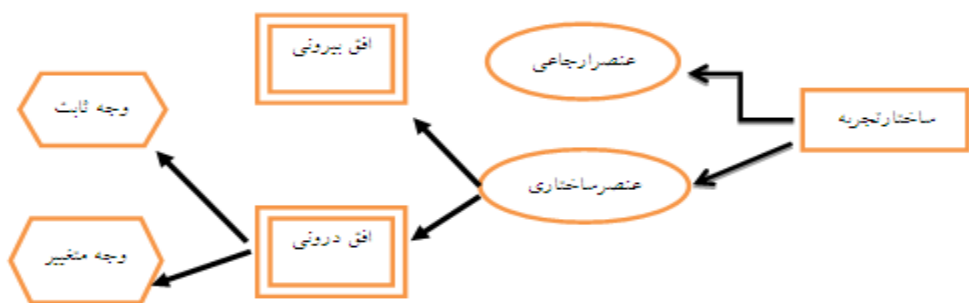 ساختارتجربه
عنصرارجاعی
عنصرساختاری
افق بیرونی
افق درونی
وجه ثابت
وجه متغییر